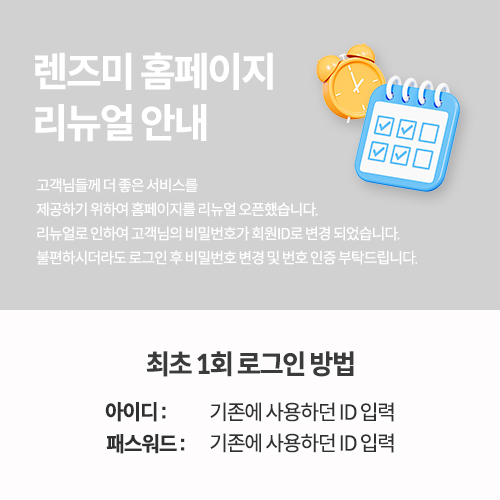 렌즈미 홈페이지
리뉴얼 안내
고객님들께 더 좋은 서비스를
제공하기 위하여 홈페이지를 리뉴얼 오픈했습니다.
리뉴얼로 인하여 고객님의 비밀번호가 회원ID로 변경 되었습니다.
불편하시더라도 로그인 후 비밀번호 변경 및 번호 인증 부탁드립니다.
최초 1회 로그인 방법
아이디 : 기존에 사용하던 ID 입력
패스워드 : 기존에 사용하던 ID 입력